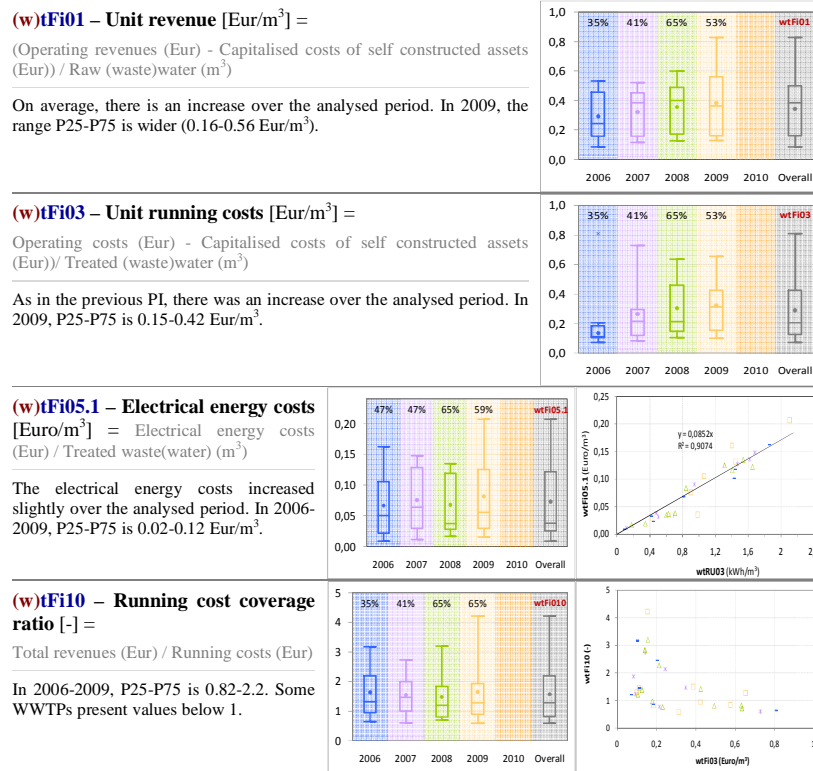 (w)tFi01 – Unit revenue [Eur/m³] =
(Operating revenues (Eur) - Capitalised costs of self constructed assets
(Eur)) / Raw (waste)water (m³)
On average, there is an increase over the analysed period. In 2009, the
range P25-P75 is wider (0.16-0.56 Eur/m³).
1,0
0,8
0,6
0,4
0,2
0,0
35% 41% 65% 53% wtFi01
2006 2007 2008 2009 2010 Overall
(w)tFi03 – Unit running costs [Eur/m³] =
Operating costs (Eur) - Capitalised costs of self constructed assets
(Eur)/ Treated (waste)water (m³)
As in the previous PI, there was an increase over the analysed period. In
2009, P25-P75 is 0.15-0.42 Eur/m³.
1,0
0,8
0,6
0,4
0,2
0,0
35% 41% 65% 53% wtFi03
2006 2007 2008 2009 2010 Overall
(w)tFi05.1 – Electrical energy costs
[Euro/m³] = Electrical energy costs
(Eur) / Treated waste(water) (m³)
The electrical energy costs increased
slightly over the analysed period. In 2006-
2009, P25-P75 is 0.02-0.12 Eur/m³.
0,20
0,15
0,10
0,05
0,00
47% 47% 65% 59% wtFi05.1
2006 2007 2008 2009 2010 Overall
wtFi05.1 (Euro/m³)
0,25
0,20
0,15
0,10
0,05
0,00
y = 0,0852x
R² = 0,9074
0 0,4 0,8 1,2 1,6 2
wtRU03 (kWh/m³)
(w)tFi10 – Running cost coverage
ratio [-] =
Total revenues (Eur) / Running costs (Eur)
In 2006-2009, P25-P75 is 0.82-2.2. Some
WWTPs present values below 1.
5
4
3
2
1
0
35% 41% 65% 65% wtFi010
2006 2007 2008 2009 2010 Overall
wtFi10 (-)
5
4
3
2
1
0
0 0,2 0,4 0,6 0,8 1
wtFi03 (Euro/m³)